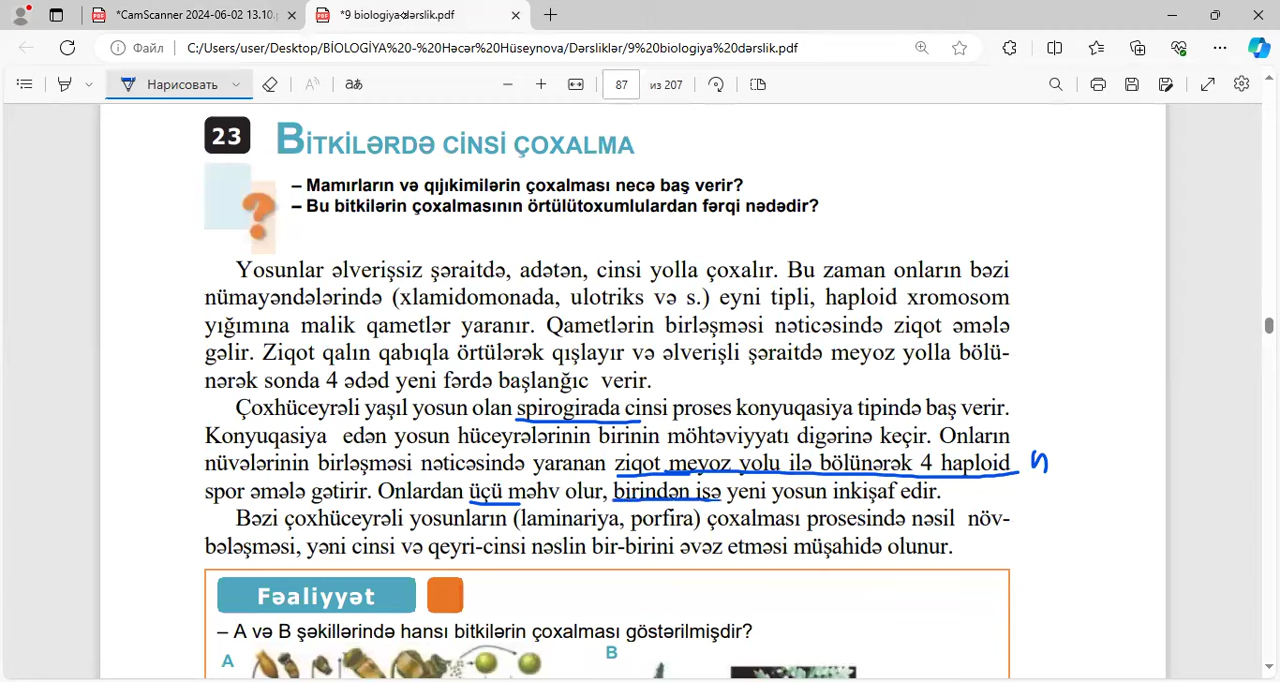 *CamScanner 2024-06-02 13.10.p
*9 biologiya dərslik.pdf
Файл
C:/Users/user/Desktop/BİOLOGİYA%20-%20Həcər%20Hüseynova/Dərsliklər/9%20biologiya%20dərslik.pdf
Нарисовать
aあ
87
из 207
23
BİTKİLƏRDƏ CİNSİ ÇOXALMA
– Mamırların və qıjıkimilərin çoxalması necə baş verir?
– Bu bitkilərin çoxalmasının örtülütoxumlulardan fərqi nədədir?
Yosunlar əlverişsiz şəraitdə, adətən, cinsi yolla çoxalır. Bu zaman onların bəzi
nümayəndələrində (xlamidomonada, ulotriks və s.) eyni tipli, haploid xromosom
yığımına malik qametlər yaranır. Qametlərin birləşməsi nəticəsində ziqot əmələ
gəlir. Ziqot qalın qabıqla örtülərək qışlayır və əlverişli şəraitdə meyoz yolla bölü-
nərək sonda 4 ədəd yeni fərdə başlanğıc verir.
Çoxhüceyrəli yaşıl yosun olan spirogirada cinsi proses konyuqasiya tipində baş verir.
Konyuqasiya edən yosun hüceyrələrinin birinin möhtəviyyatı digərinə keçir. Onların
nüvələrinin birləşməsi nəticəsində yaranan ziqot meyoz yolu ilə bölünərək 4 haploid n
spor əmələ gətirir. Onlardan üçü məhv olur, birindən isə yeni yosun inkişaf edir.
Bəzi çoxhüceyrəli yosunların (laminariya, porfira) çoxalması prosesində nəsil növ-
bələşməsi, yəni cinsi və qeyri-cinsi nəslin bir-birini əvəz etməsi müşahidə olunur.
Fəaliyyət
– A və B şəkillərində hansı bitkilərin çoxalması göstərilmişdir?
A
B